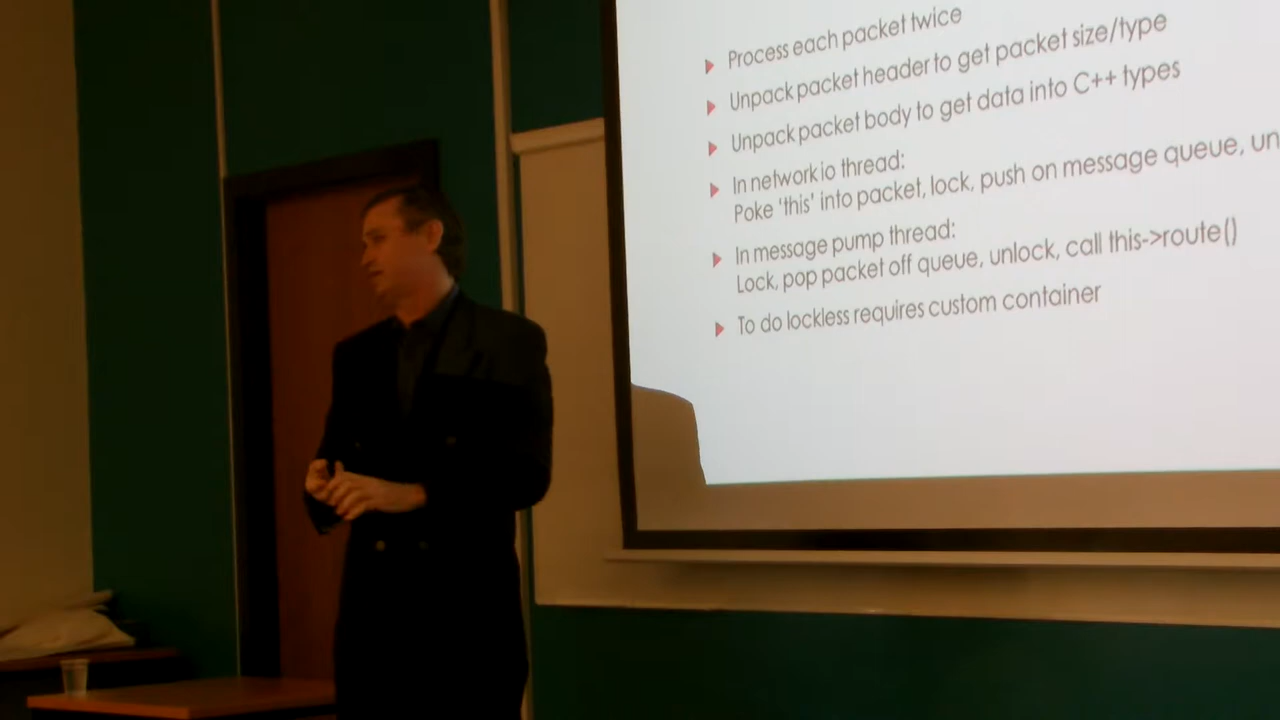 Process each packet twice
Unpack packet header to get packet size/type
Unpack packet body to get data into C++ types
In network io thread:
Poke 'this' into packet, lock, push on message queue, un
In message pump thread:
Lock, pop packet off queue, unlock, call this->route()
To do lockless requires custom container